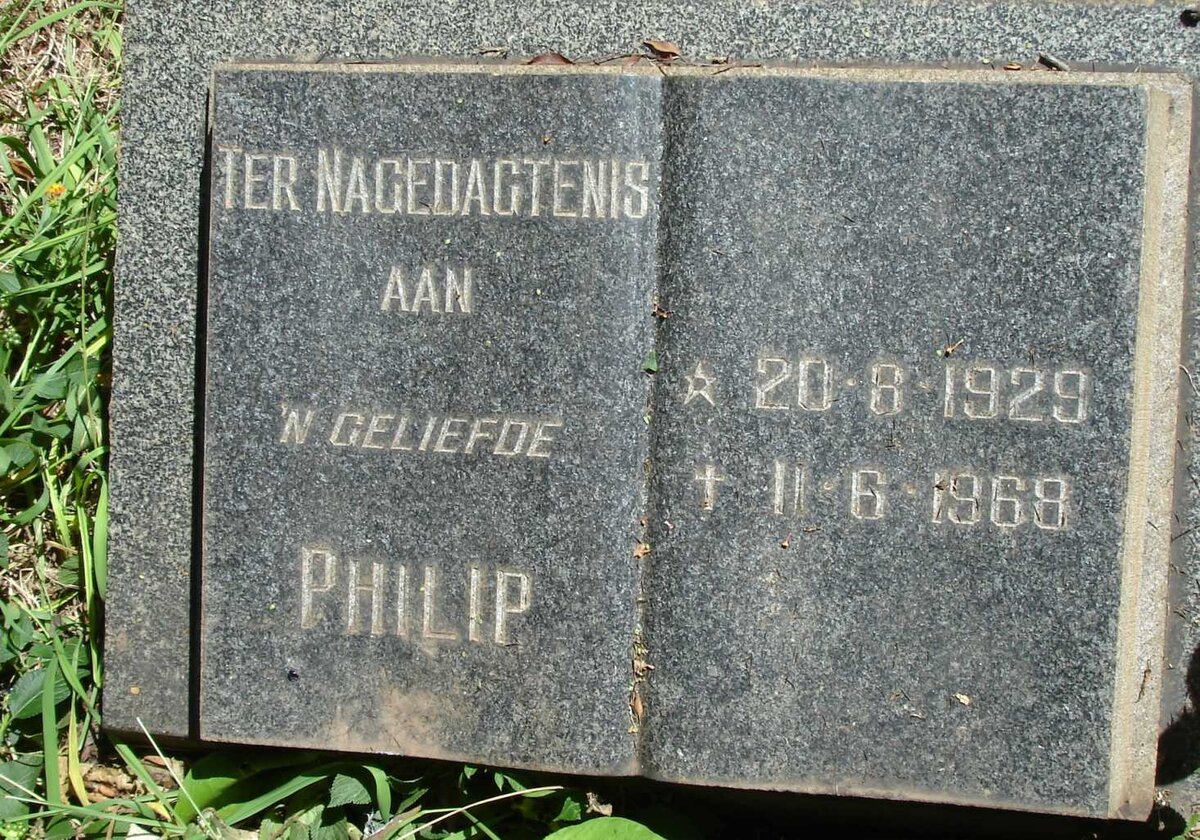 TER NAGEDAGTENIS
AAN
'N GELIEFDE
PHILIP
☆ 20·8·1929
✝ 11·6·1968